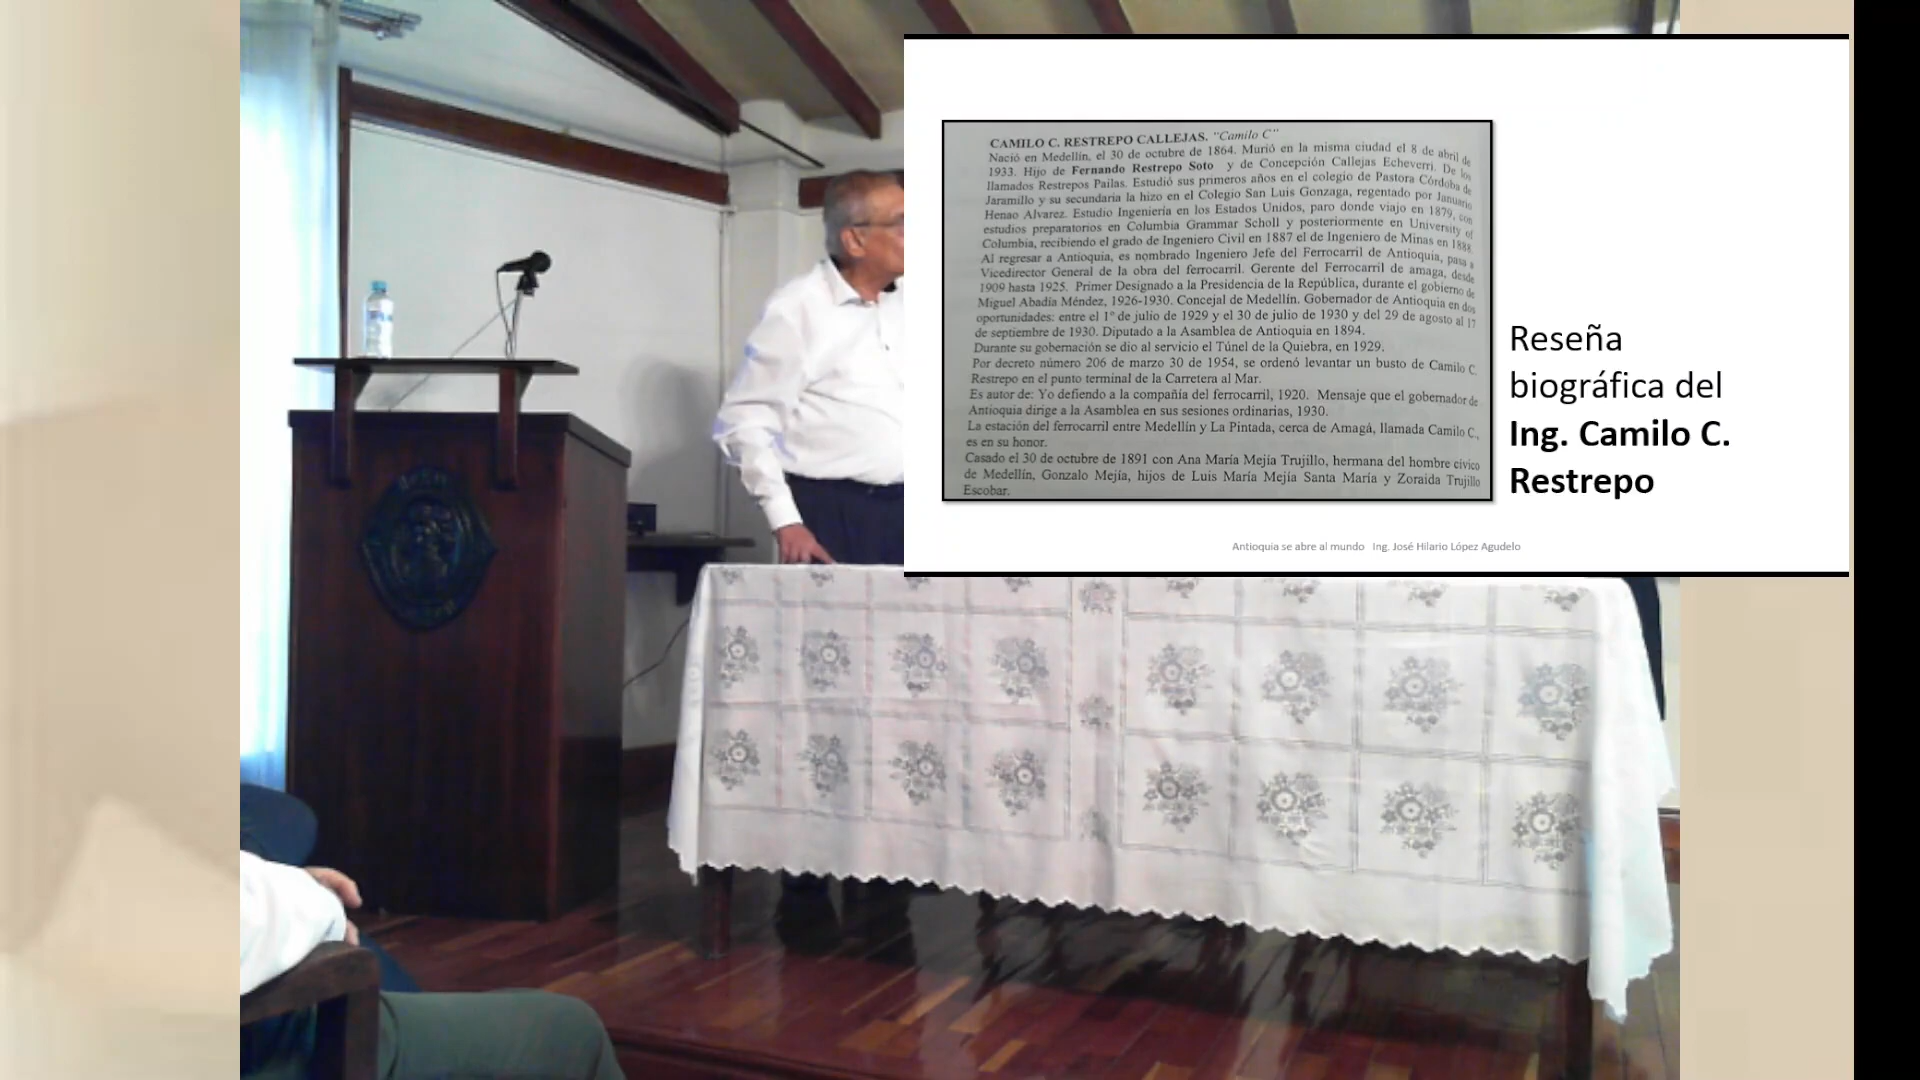 CAMILO C. RESTREPO CALLEJAS. "Camilo C"
Nació en Medellín, el 30 de octubre de 1864. Murió en la misma ciudad el 8 de abril de
1933. Hijo de Fernando Restrepo Soto y de Concepción Callejas Echeverri. De los
llamados Restrepos Pailas. Estudió sus primeros años en el colegio de Pastora Córdoba de
Jaramillo y su secundaria la hizo en el Colegio San Luis Gonzaga, regentado por Januario
Henao Alvarez. Estudio Ingeniería en los Estados Unidos, paro donde viajo en 1879, con
estudios preparatorios en Columbia Grammar Scholl y posteriormente en University of
Columbia, recibiendo el grado de Ingeniero Civil en 1887 el de Ingeniero de Minas en 1888.
Al regresar a Antioquia, es nombrado Ingeniero Jefe del Ferrocarril de Antioquia, pasa a
Vicedirector General de la obra del ferrocarril. Gerente del Ferrocarril de amaga, desde
1909 hasta 1925. Primer Designado a la Presidencia de la República, durante el gobierno de
Miguel Abadía Méndez, 1926-1930. Concejal de Medellín. Gobernador de Antioquia en dos
oportunidades: entre el 1º de julio de 1929 y el 30 de julio de 1930 y del 29 de agosto al 17
de septiembre de 1930. Diputado a la Asamblea de Antioquia en 1894.
Durante su gobernación se dio al servicio el Túnel de la Quiebra, en 1929.
Por decreto número 206 de marzo 30 de 1954, se ordenó levantar un busto de Camilo C.
Restrepo en el punto terminal de la Carretera al Mar.
Es autor de: Yo defiendo a la compañía del ferrocarril, 1920. Mensaje que el gobernador de
Antioquia dirige a la Asamblea en sus sesiones ordinarias, 1930.
La estación del ferrocarril entre Medellín y La Pintada, cerca de Amagá, llamada Camilo C.,
es en su honor.
Casado el 30 de octubre de 1891 con Ana María Mejía Trujillo, hermana del hombre cívico
de Medellín, Gonzalo Mejía, hijos de Luis María Mejía Santa María y Zoraida Trujillo
Escobar.
Reseña
biográfica del
Ing. Camilo C.
Restrepo
Antioquia se abre al mundo Ing. José Hilario López Agudelo